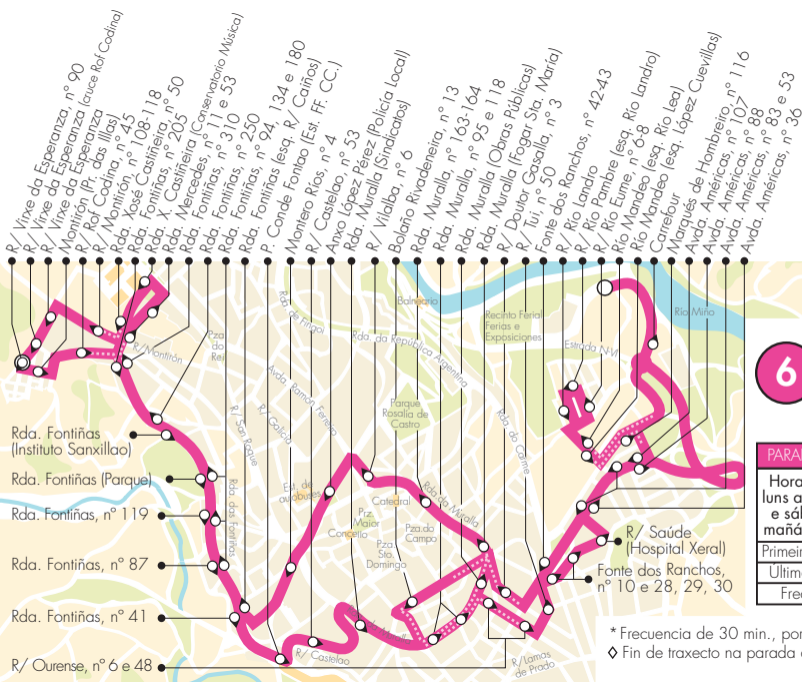 R/ Virxe da Esperanza, nº 90
R/ Virxe da Esperanza (cruce Rof Codina)
R/ Virxe da Esperanza
Montirón (Pr. das Illas)
R/ Rof Codina, nº 45
R/ Montirón, nº 108-118
Rda. Xosé Castiñeira, nº 50
Rda. Fontiñas, nº 205
Rda. X. Castiñeira (Conservatorio Música)
Rda. Mercedes, nº 11 e 53
Rda. Fontiñas, nº 310
Rda. Fontiñas, nº 250
Rda. Fontiñas, nº 94, 134 e 180
Rda. Fontiñas (esq. R/ Caiños)
P. Conde Fontao (Est. FF. CC.)
Montero Ríos, nº 4
R/ Castelao, nº 53
Anxo López Pérez (Policía Local)
Rda. Muralla (Sindicatos)
R/ Vilalba, nº 6
Bolaño Rivadeneira, nº 13
Rda. Muralla, nº 163-164
Rda. Muralla, nº 95 e 118
Rda. Muralla (Obras Públicas)
Rda. Muralla (Fogar Sta. María)
R/ Doutor Gasalla, nº 3
R/ Tui, nº 50
Fonte dos Ranchos, nº 42-43
R/ Río Landro
R/ Río Pambre (esq. Río Landro)
R/ Río Eume, nº 6-8
Río Mandeo (esq. Río Leal)
Río Mandeo (esq. López Cuevillas)
Carrefour
Marqués de Hombreiro, nº 116
Avda. Américas, nº 107
Avda. Américas, nº 88
Avda. Américas, nº 83 e 53
Avda. Américas, nº 36
R/ Montirón
Pza. do Rei
Rda. de Fingoi
Balneario
Rda. da República Argentina
Recinto Ferial
Ferias e
Exposiciones
Estrada N-VI
Río Miño
Avda. Ramón Ferreiro
R/ Galicia
R/ San Roque
Parque
Rosalía de
Castro
Rda. do Carme
Est. de
autobuses
Catedral
Rda da Muralla
Prz.
Maior
Concello
Pza. do
Campo
Pza.
Sto.
Domingo
Rda. das Fontiñas
R/ Castelao
R/ Lamas
de Prado
Rda. Fontiñas
(Instituto Sanxillao)
Rda. Fontiñas (Parque)
Rda. Fontiñas, nº 119
Rda. Fontiñas, nº 87
Rda. Fontiñas, nº 41
R/ Ourense, nº 6 e 48
R/ Saúde
(Hospital Xeral)
Fonte dos Ranchos,
nº 10 e 28, 29, 30
6
Hora
luns a
e sá
mañá
* Frecuencia de 30 min., por
◊ Fin de traxecto na parada